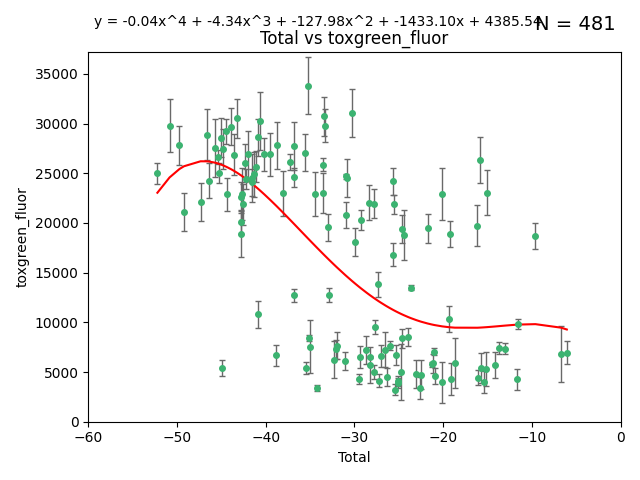 y = -0.04x^4 + -4.34x^3 + -127.98x^2 + -1433.10x + 4385.54
N = 481
Total vs toxgreen_fluor
35000
30000
25000
20000
15000
10000
5000
0
toxgreen_fluor
−60 −50 −40 −30 −20 −10 0
Total